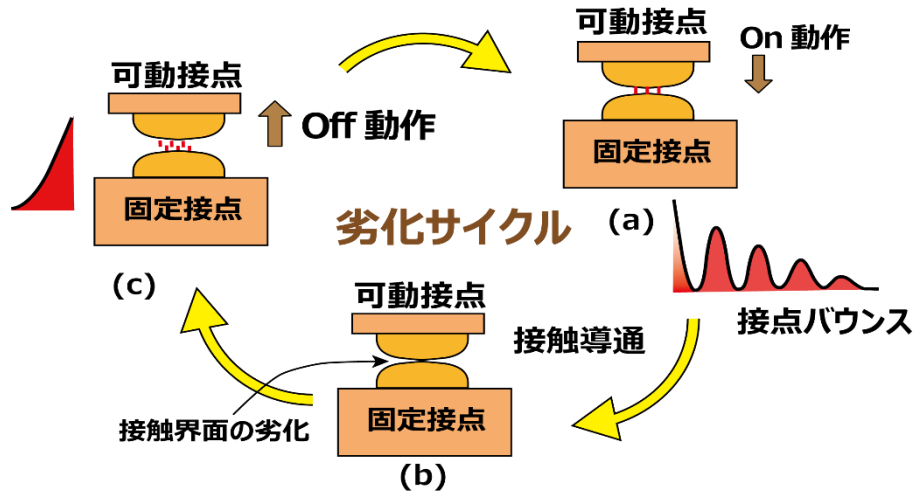 可動接点
Off 動作
固定接点
(c)
可動接点
On 動作
固定接点
(a)
劣化サイクル
接点バウンス
可動接点
接触導通
固定接点
接触界面の劣化
(b)